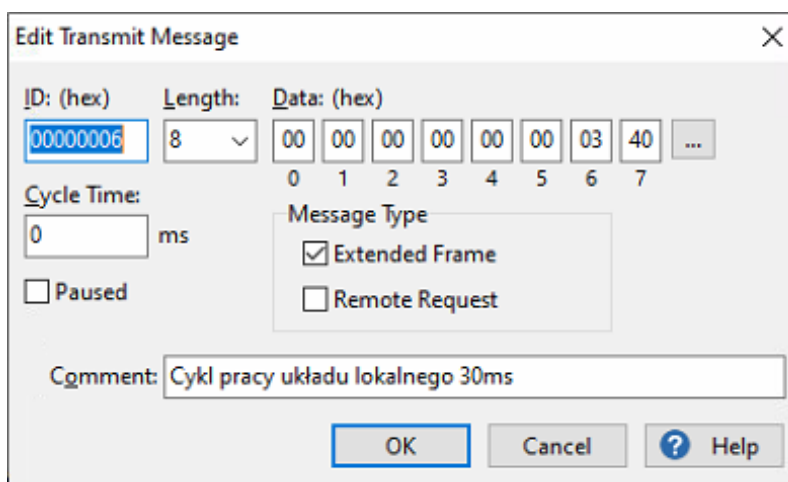 Edit Transmit Message
ID: (hex) Length: Data: (hex)
00000006 8 00 00 00 00 00 00 03 40 ...
0 1 2 3 4 5 6 7
Cycle Time:
0 ms
Message Type
Extended Frame
Paused
Remote Request
Comment: Cykl pracy układu lokalnego 30ms
OK Cancel ? Help